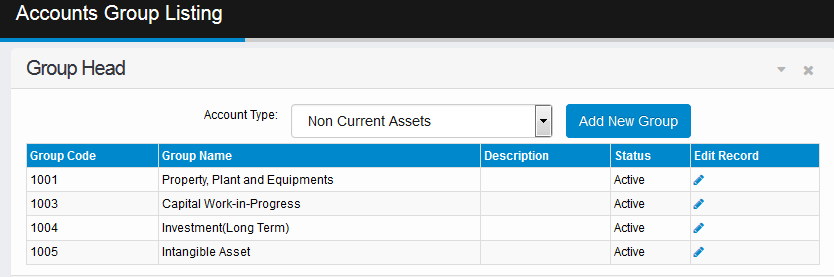 Accounts Group Listing
Group Head
Account Type: Non Current Assets Add New Group
Group Code Group Name Description Status Edit Record
1001 Property, Plant and Equipments Active
1003 Capital Work-in-Progress Active
1004 Investment(Long Term) Active
1005 Intangible Asset Active